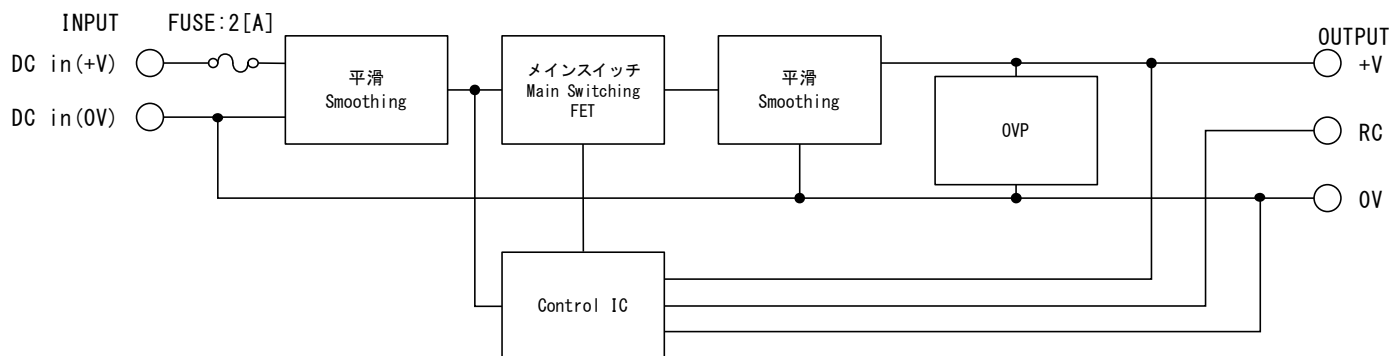 INPUT
FUSE:2[A]
OUTPUT
DC in(+V)
+V
平滑
Smoothing
メインスイッチ
Main Switching
FET
平滑
Smoothing
DC in(0V)
OVP
RC
0V
Control IC